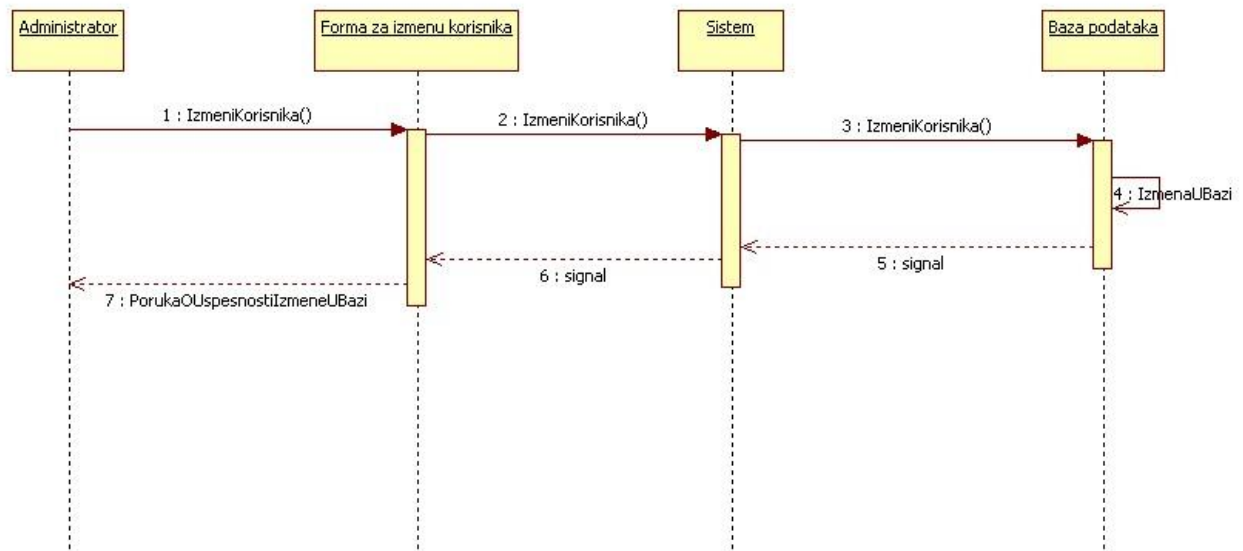 Administrator
Forma za izmenu korisnika
Sistem
Baza podataka
1 : IzmeniKorisnika()
2 : IzmeniKorisnika()
3 : IzmeniKorisnika()
4 : IzmenaUBazi
5 : signal
6 : signal
7 : PorukaOUspesnostiIzmeneUBazi